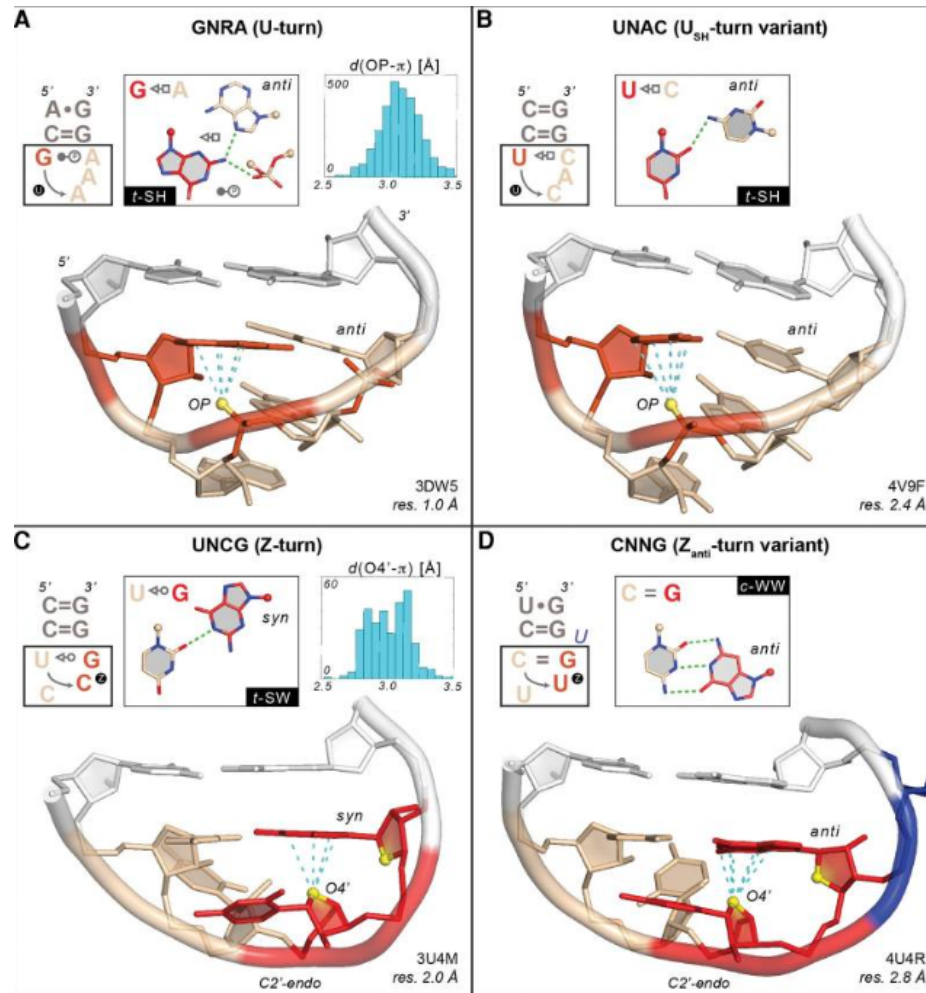 A
GNRA (U-turn)
5' 3'
A•G
C=G
G A
A
A
U
P
G A
anti
t-SH
P
d(OP-π) [Å]
500
0
2.5 3.0 3.5
5'
3'
anti
OP
3DW5
res. 1.0 Å
B
UNAC (USH-turn variant)
5' 3'
C=G
C=G
U C
A
C
U
U C
anti
t-SH
anti
OP
4V9F
res. 2.4 Å
C
UNCG (Z-turn)
5' 3'
C=G
C=G
U G
C C
Z
U G
syn
t-SW
d(O4'-π) [Å]
60
0
2.5 3.0 3.5
syn
O4'
C2'-endo
3U4M
res. 2.0 Å
D
CNNG (Zanti-turn variant)
5' 3'
U•G
C=G U
C = G
U U
Z
C = G
c-WW
anti
anti
O4'
C2'-endo
4U4R
res. 2.8 Å